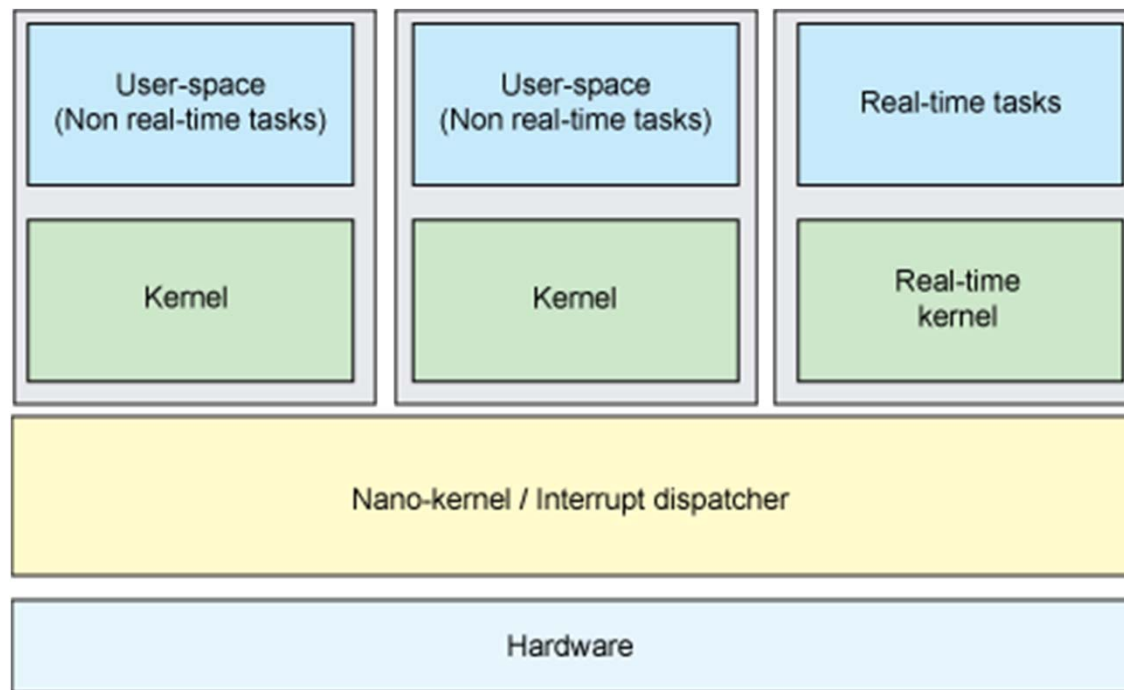 User-space
(Non real-time tasks)
User-space
(Non real-time tasks)
Real-time tasks
Kernel
Kernel
Real-time
kernel
Nano-kernel / Interrupt dispatcher
Hardware